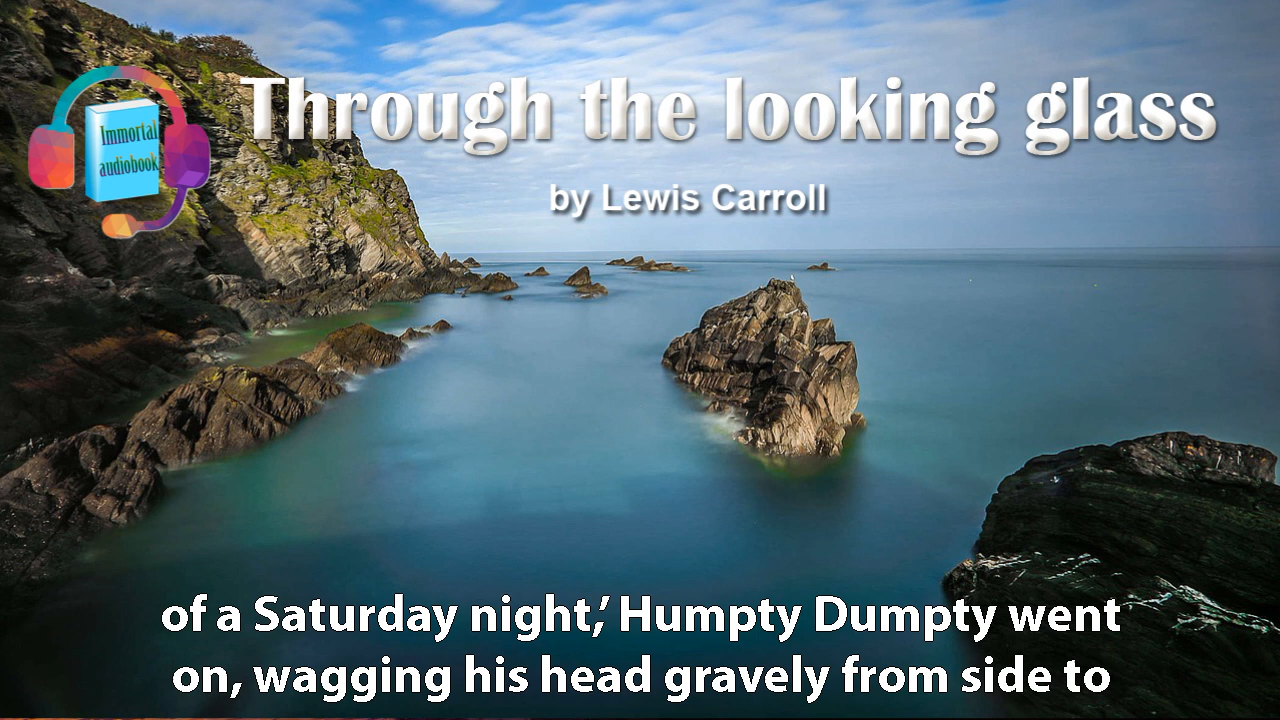 Through the looking glass
by Lewis Carroll
Immortal
audiobook
of a Saturday night,’ Humpty Dumpty went
on, wagging his head gravely from side to